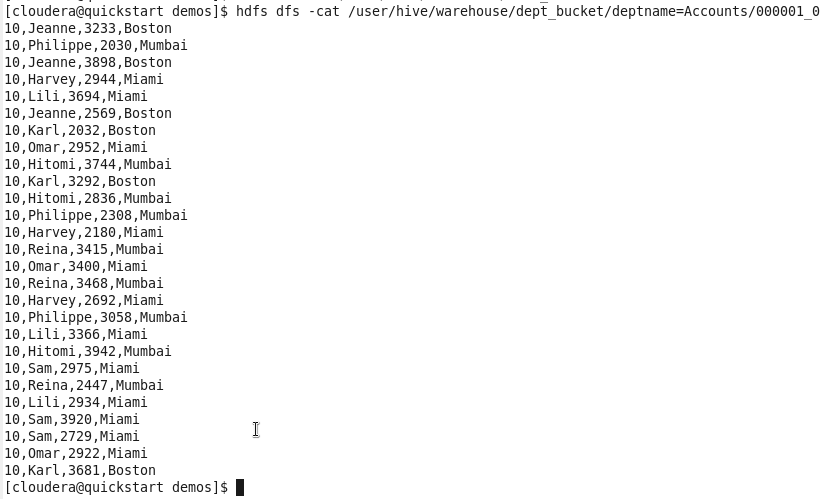 [cloudera@quickstart demos]$ hdfs dfs -cat /user/hive/warehouse/dept_bucket/deptname=Accounts/000001_0
10,Jeanne,3233,Boston
10,Philippe,2030,Mumbai
10,Jeanne,3898,Boston
10,Harvey,2944,Miami
10,Lili,3694,Miami
10,Jeanne,2569,Boston
10,Karl,2032,Boston
10,Omar,2952,Miami
10,Hitomi,3744,Mumbai
10,Karl,3292,Boston
10,Hitomi,2836,Mumbai
10,Philippe,2308,Mumbai
10,Harvey,2180,Miami
10,Reina,3415,Mumbai
10,Omar,3400,Miami
10,Reina,3468,Mumbai
10,Harvey,2692,Miami
10,Philippe,3058,Mumbai
10,Lili,3366,Miami
10,Hitomi,3942,Mumbai
10,Sam,2975,Miami
10,Reina,2447,Mumbai
10,Lili,2934,Miami
10,Sam,3920,Miami
10,Sam,2729,Miami
10,Omar,2922,Miami
10,Karl,3681,Boston
[cloudera@quickstart demos]$